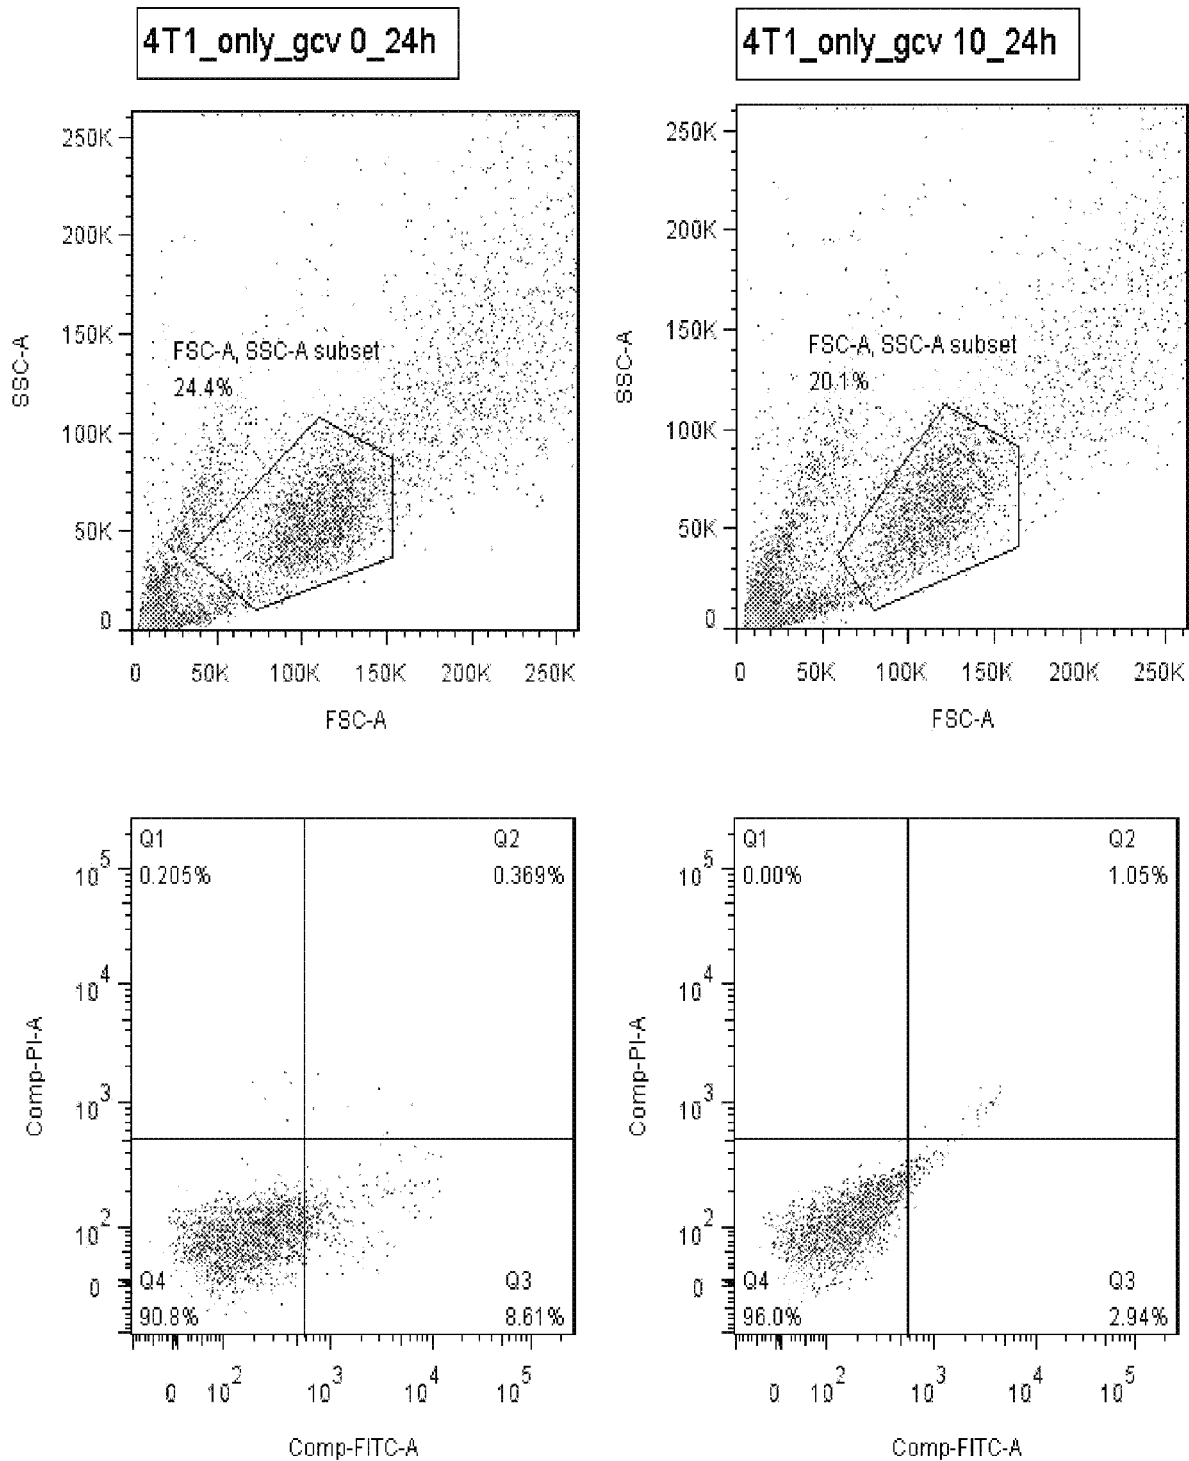 4T1_only_gcv 0_24h
4T1_only_gcv 10_24h
250K
200K
150K
100K
50K
0
SSC-A
FSC-A, SSC-A subset
24.4%
0 50K 100K 150K 200K 250K
FSC-A
250K
200K
150K
100K
50K
0
SSC-A
FSC-A, SSC-A subset
20.1%
0 50K 100K 150K 200K 250K
FSC-A
Q1
0.205%
Q2
0.369%
10^5
10^4
10^3
10^2
0
Comp-PI-A
Q4
90.8%
Q3
8.61%
0 10^2 10^3 10^4 10^5
Comp-FITC-A
Q1
0.00%
Q2
1.05%
10^5
10^4
10^3
10^2
0
Comp-PI-A
Q4
96.0%
Q3
2.94%
0 10^2 10^3 10^4 10^5
Comp-FITC-A